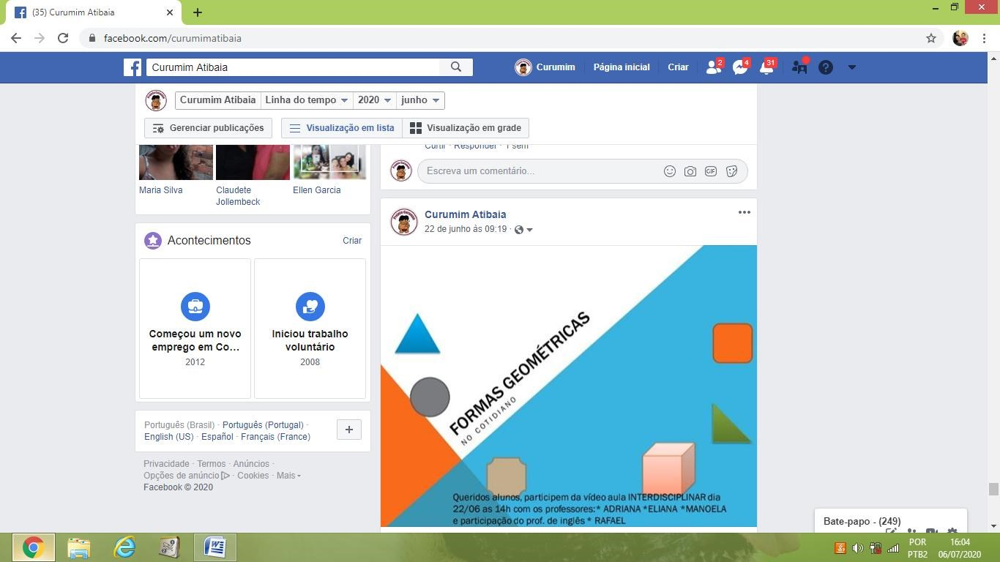 (35) Curumim Atibaia
facebook.com/curumimatibaia
Curumim Atibaia
Curumim
Página inicial
Criar
2
4
31
Curumim Atibaia
Linha do tempo
2020
junho
Gerenciar publicações
Visualização em lista
Visualização em grade
Maria Silva
Claudete
Jollembeck
Ellen Garcia
Acontecimentos
Criar
Começou um novo
emprego em Co...
2012
Iniciou trabalho
voluntário
2008
Português (Brasil) · Português (Portugal) ·
English (US) · Español · Français (France)
Privacidade · Termos · Anúncios ·
Opções de anúncio · Cookies · Mais
Facebook © 2020
Curtir · Responder · 1 sem
Escreva um comentário...
GIF
Curumim Atibaia
22 de junho às 09:19 ·
FORMAS GEOMÉTRICAS
NO COTIDIANO
Queridos alunos, participem da vídeo aula INTERDISCIPLINAR dia
22/06 as 14h com os professores:* ADRIANA *ELIANA *MANOELA
e participação do prof. de inglês * RAFAEL
Bate-papo - (249)
POR
PTB2
16:04
06/07/2020